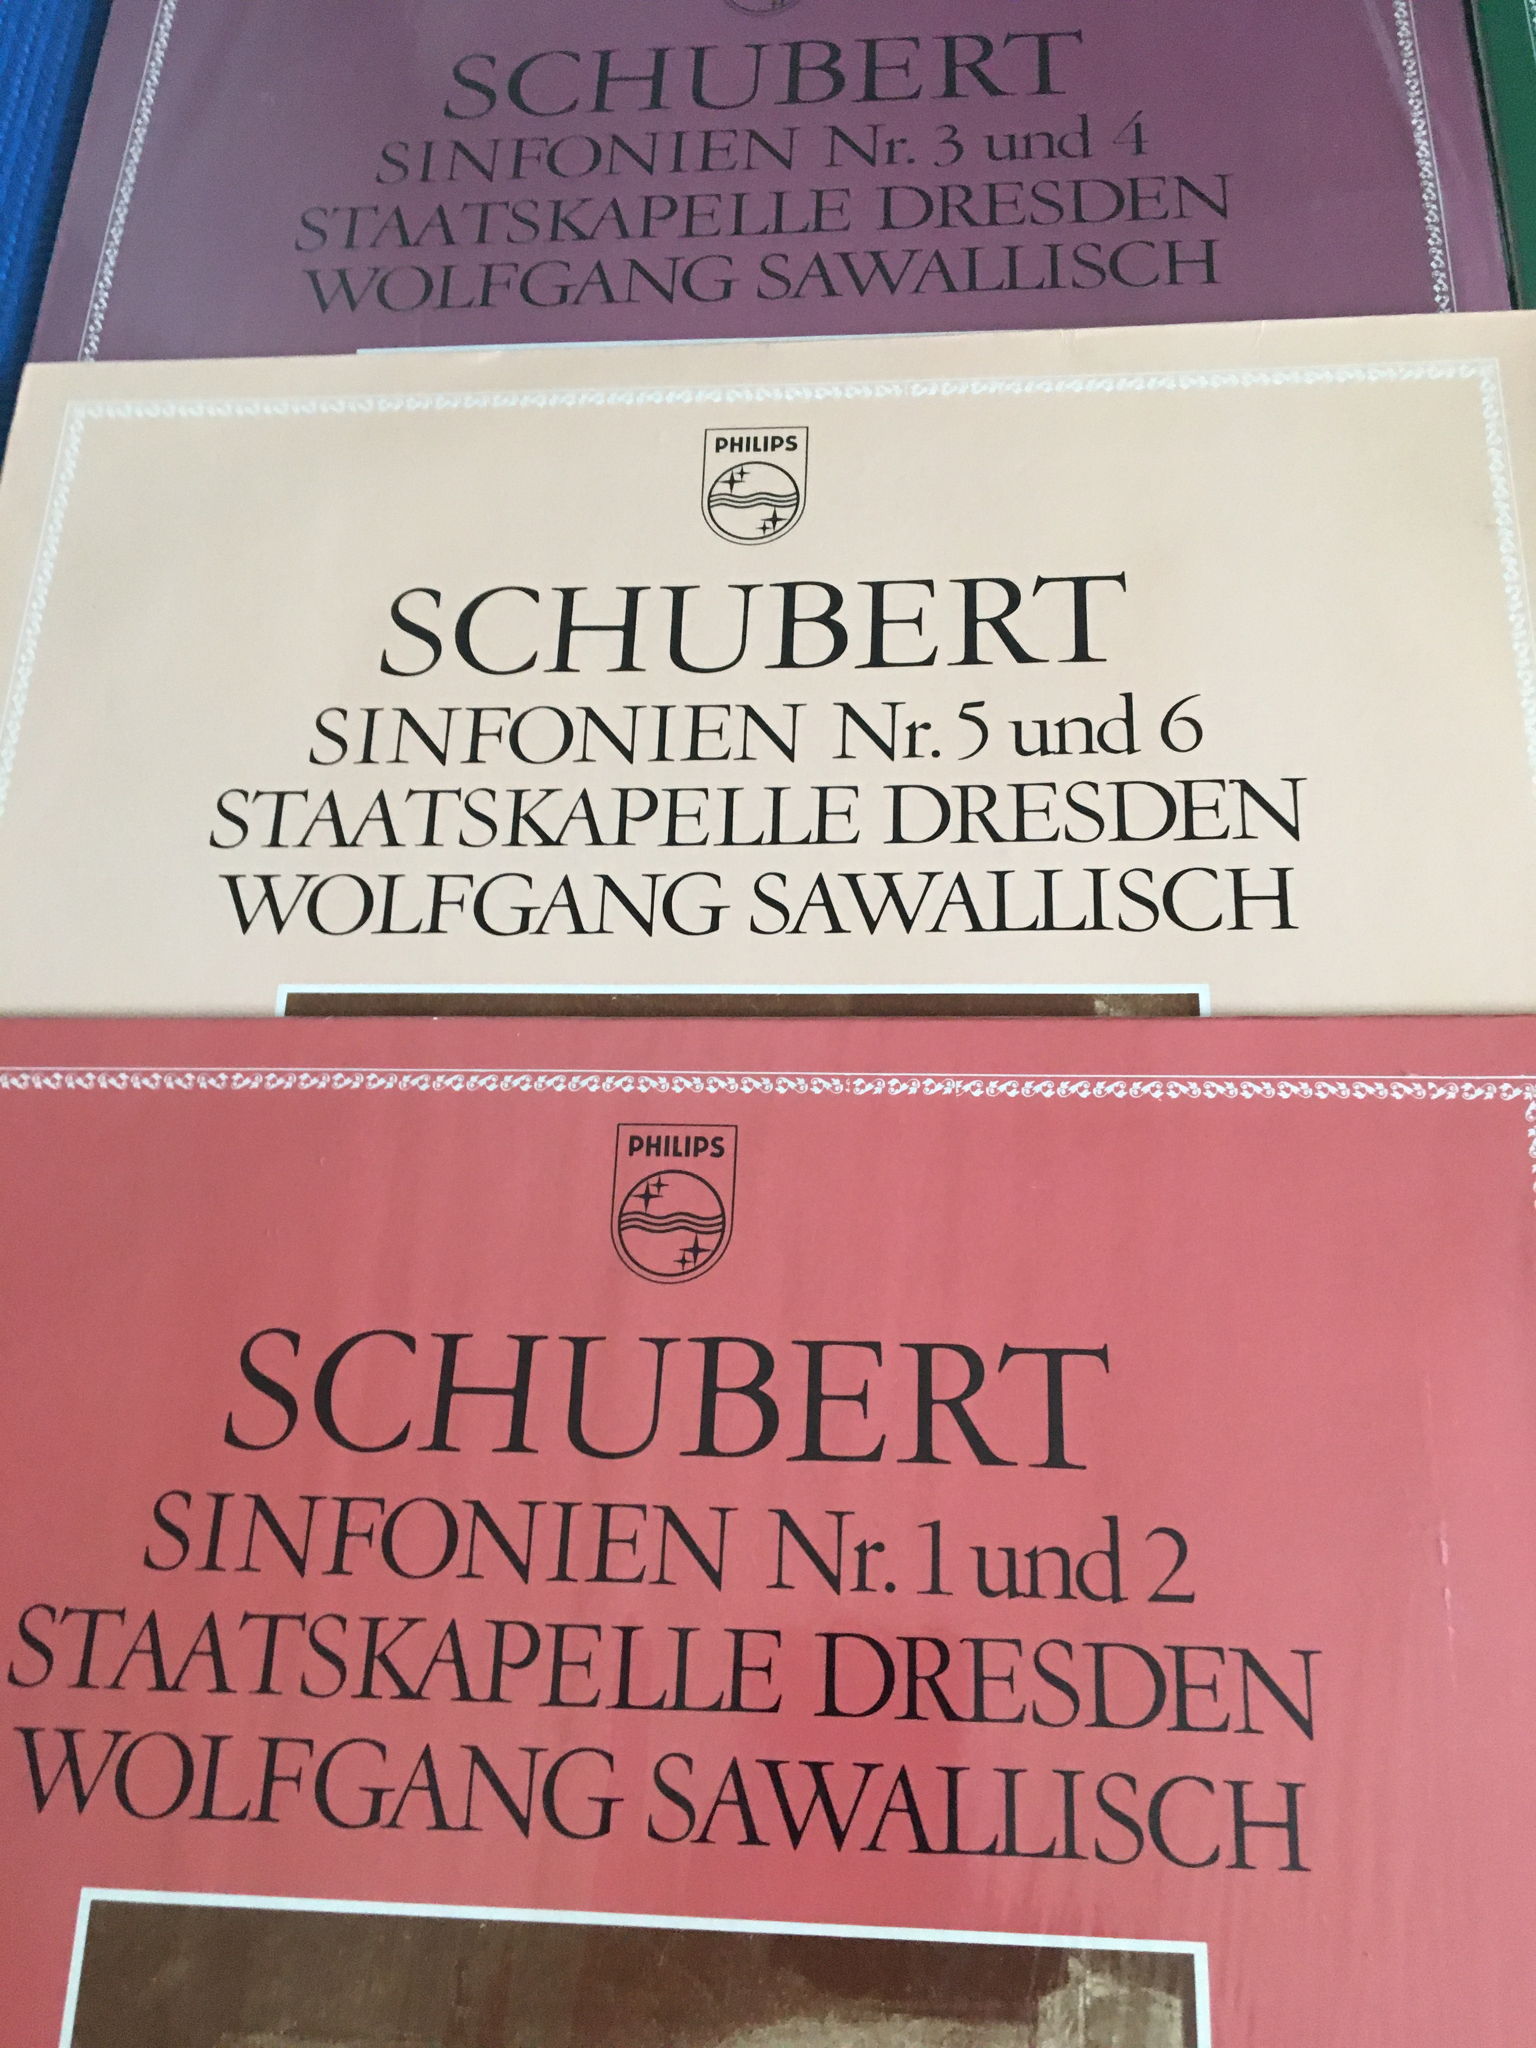 SCHUBERT
SINFONIEN Nr. 3 und 4
STAATSKAPELLE DRESDEN
WOLFGANG SAWALLISCH
PHILIPS
SCHUBERT
SINFONIEN Nr. 5 und 6
STAATSKAPELLE DRESDEN
WOLFGANG SAWALLISCH
PHILIPS
SCHUBERT
SINFONIEN Nr. 1 und 2
STAATSKAPELLE DRESDEN
WOLFGANG SAWALLISCH